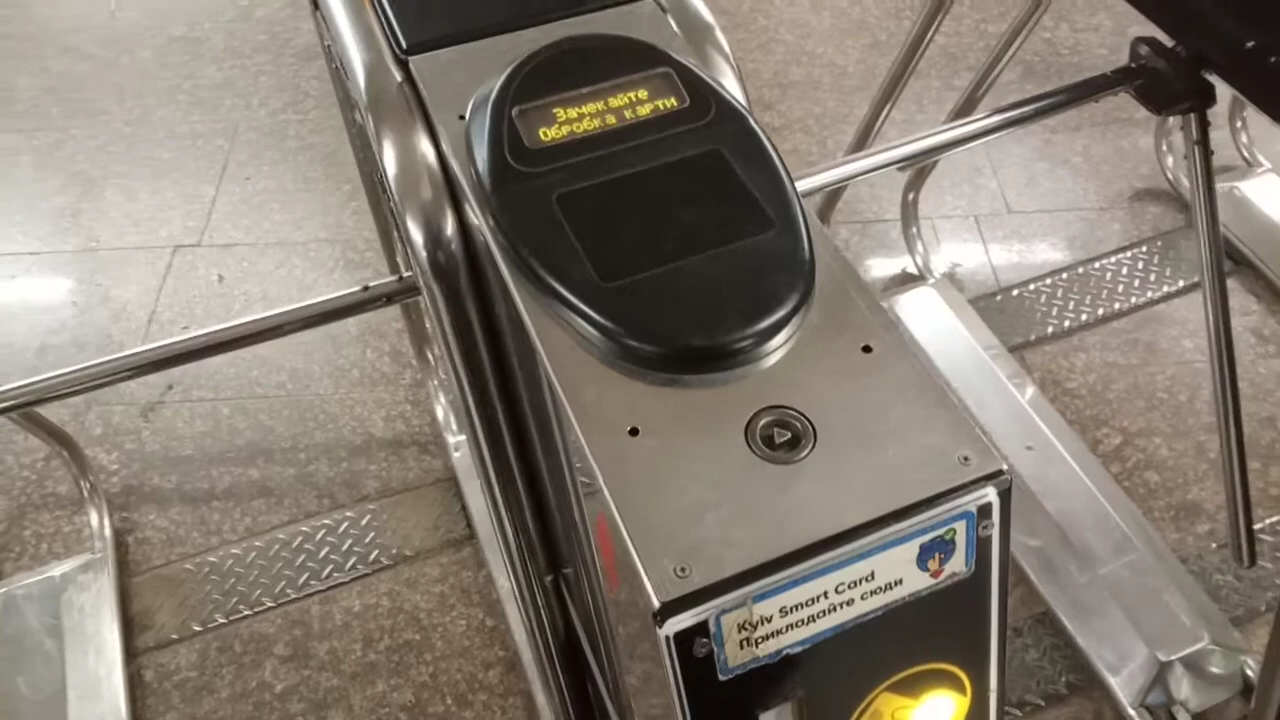 Зачекайте
Обробка карти
Kyiv Smart Card
Прикладайте сюди